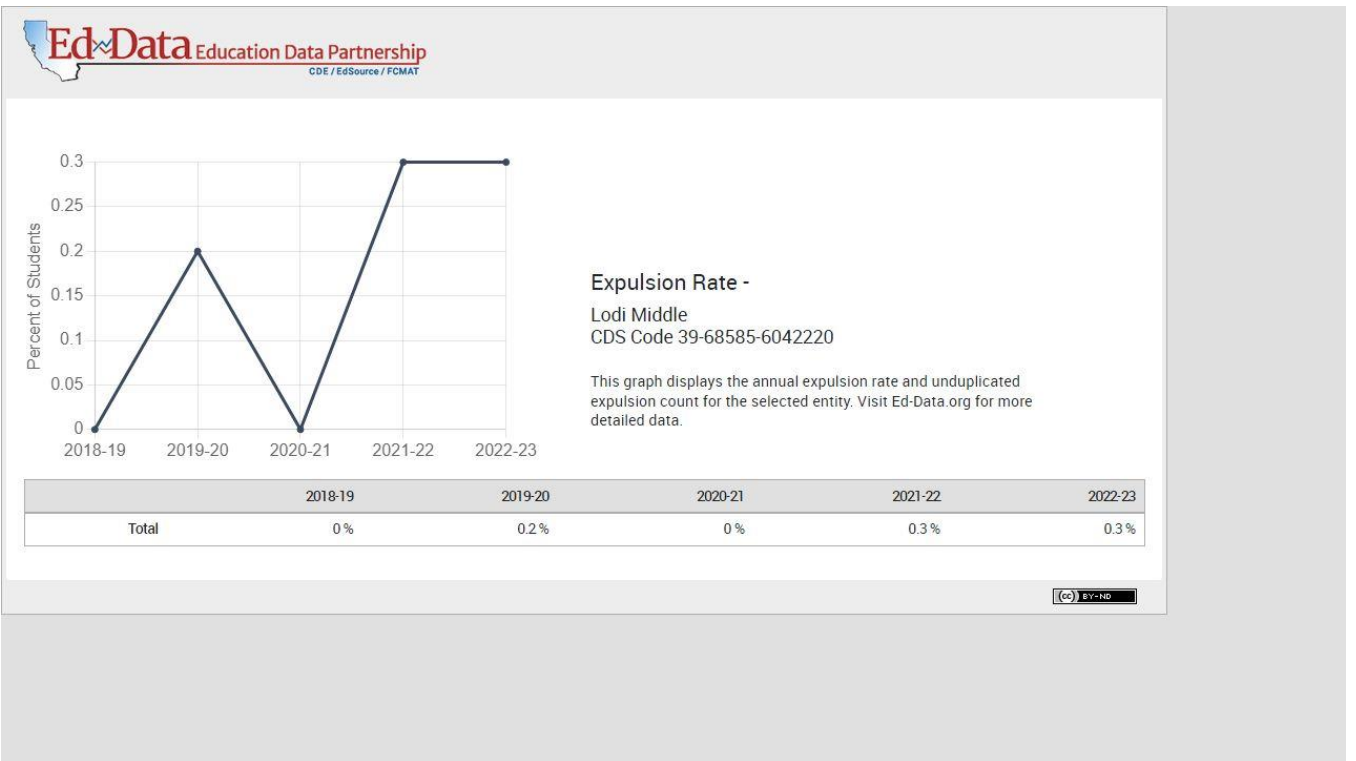 Ed Data Education Data Partnership
CDE / EdSource / FCMAT
0.3
0.25
0.2
0.15
0.1
0.05
0
Percent of Students
2018-19 2019-20 2020-21 2021-22 2022-23
Expulsion Rate -
Lodi Middle
CDS Code 39-68585-6042220
This graph displays the annual expulsion rate and unduplicated
expulsion count for the selected entity. Visit Ed-Data.org for more
detailed data.
2018-19 2019-20 2020-21 2021-22 2022-23
Total 0 % 0.2 % 0 % 0.3 % 0.3 %
(cc) BY-ND